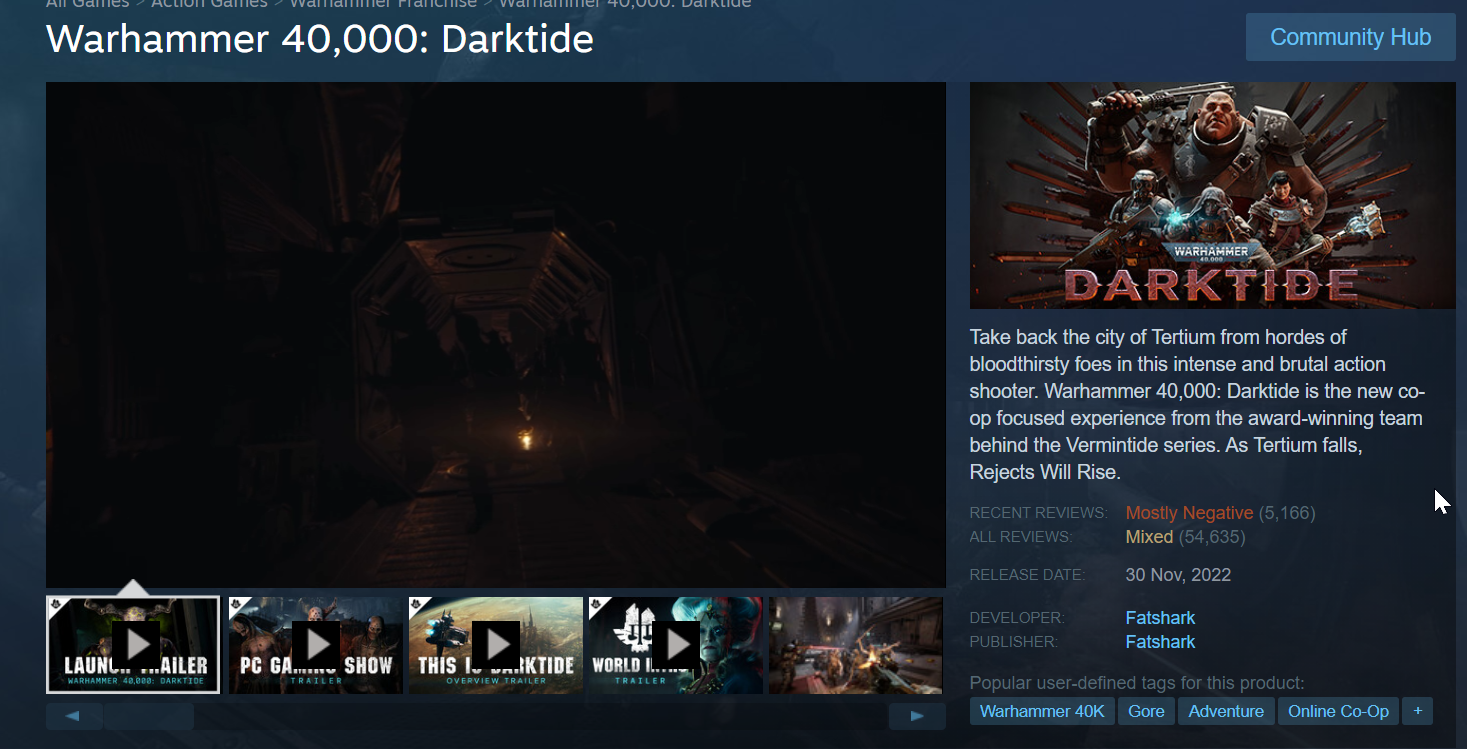 All Games > Action Games > Warhammer Franchise > Warhammer 40,000: Darktide
Warhammer 40,000: Darktide
Community Hub
WARHAMMER
40,000
DARKTIDE
Take back the city of Tertium from hordes of
bloodthirsty foes in this intense and brutal action
shooter. Warhammer 40,000: Darktide is the new co-
op focused experience from the award-winning team
behind the Vermintide series. As Tertium falls,
Rejects Will Rise.
RECENT REVIEWS: Mostly Negative (5,166)
ALL REVIEWS: Mixed (54,635)
RELEASE DATE: 30 Nov, 2022
DEVELOPER: Fatshark
PUBLISHER: Fatshark
Popular user-defined tags for this product:
Warhammer 40K Gore Adventure Online Co-Op +
LAUNCH TRAILER
WARHAMMER 40,000: DARKTIDE
PC GAMING SHOW
TRAILER
THIS IS DARKTIDE
OVERVIEW TRAILER
WORLD INTRO
TRAILER